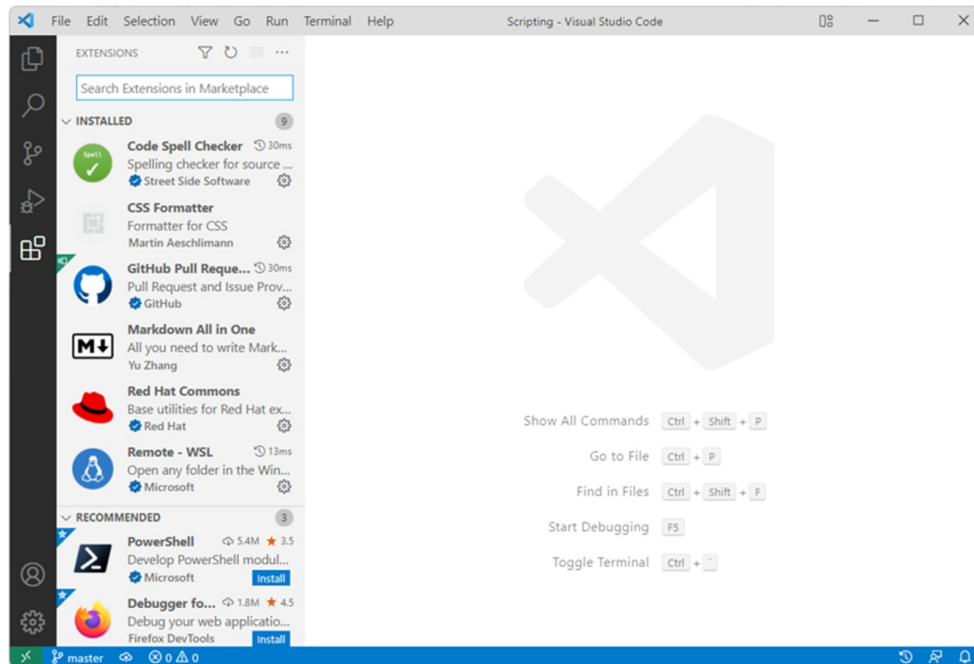 File Edit Selection View Go Run Terminal Help Scripting - Visual Studio Code
EXTENSIONS
Search Extensions in Marketplace
INSTALLED 9
Spell
Code Spell Checker 30ms
Spelling checker for source ...
Street Side Software
CSS Formatter
Formatter for CSS
Martin Aeschlimann
GitHub Pull Reque... 30ms
Pull Request and Issue Prov...
GitHub
M
Markdown All in One
All you need to write Mark...
Yu Zhang
Red Hat Commons
Base utilities for Red Hat ex...
Red Hat
Remote - WSL 13ms
Open any folder in the Win...
Microsoft
RECOMMENDED 3
PowerShell 5.4M ★ 3.5
Develop PowerShell modul...
Microsoft Install
Debugger fo... 1.8M ★ 4.5
Debug your web applicatio...
Firefox DevTools Install
Show All Commands Ctrl + Shift + P
Go to File Ctrl + P
Find in Files Ctrl + Shift + F
Start Debugging F5
Toggle Terminal Ctrl + `
master 0 0